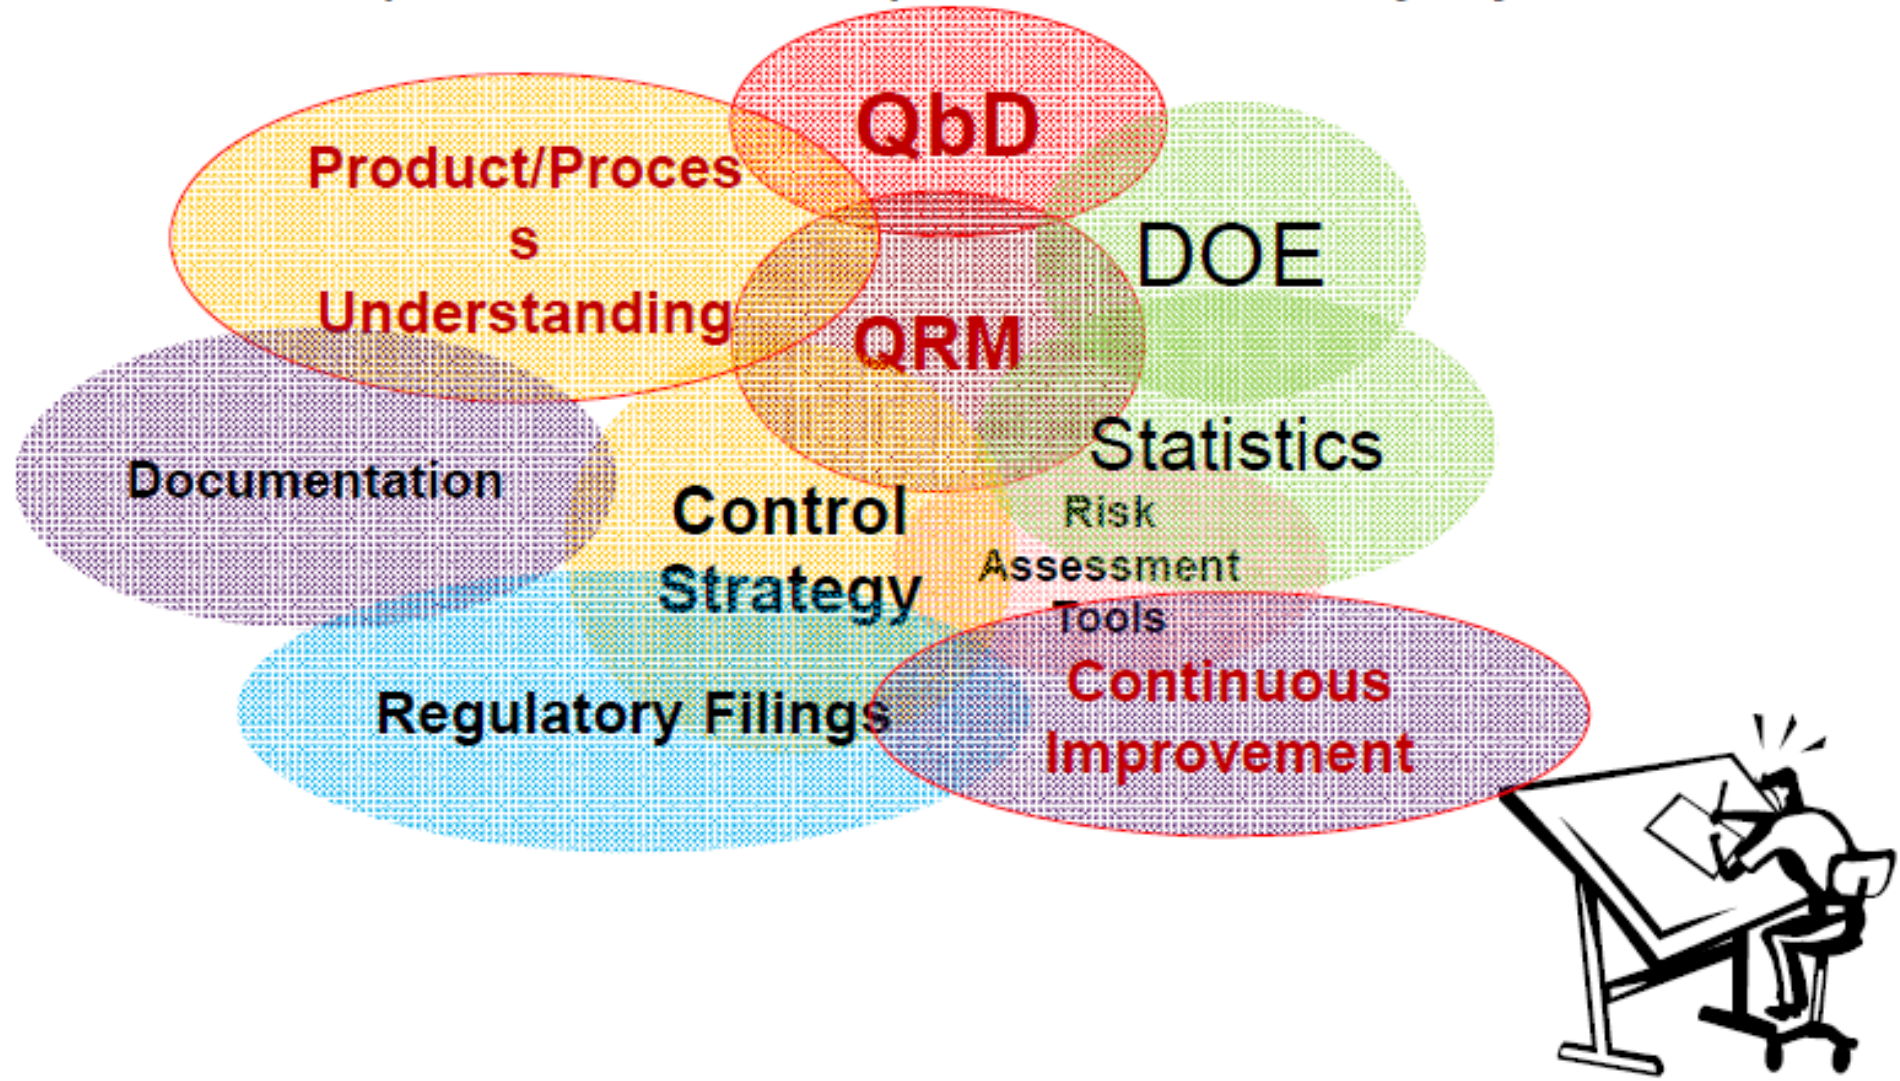 QbD
Product/Proces
s
Understanding
DOE
QRM
Statistics
Documentation
Control
Strategy
Risk
Assessment
Tools
Regulatory Filings
Continuous
Improvement